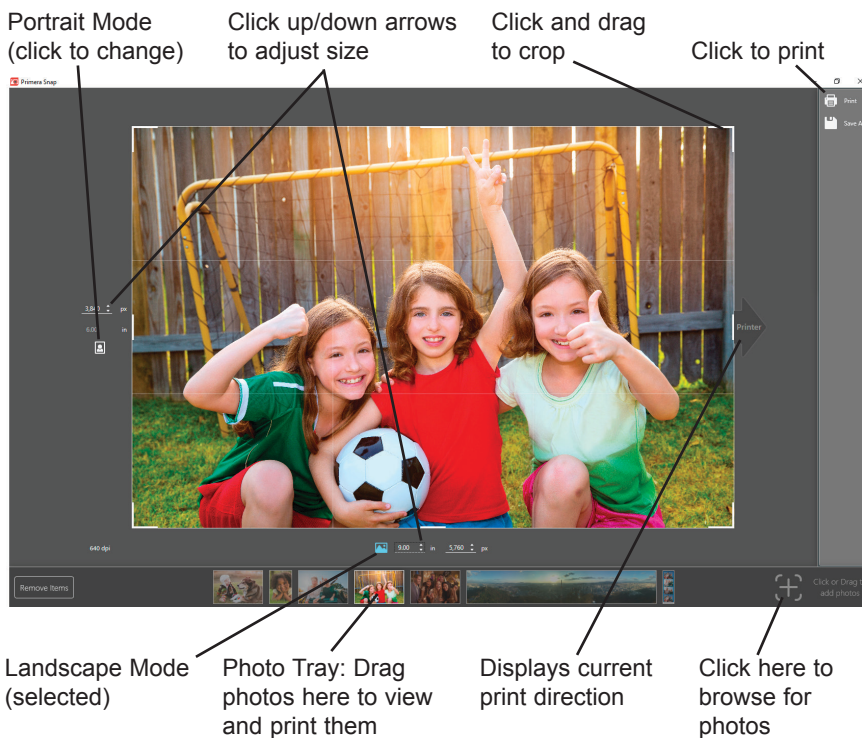 Portrait Mode
(click to change)
Click up/down arrows
to adjust size
Click and drag
to crop
Click to print
Primera Snap
Print
Save A
3,840 px
6.00 in
Printer
640 dpi
9.00 in 5,760 px
Remove Items
Click or Drag t
add photos
Landscape Mode
(selected)
Photo Tray: Drag
photos here to view
and print them
Displays current
print direction
Click here to
browse for
photos